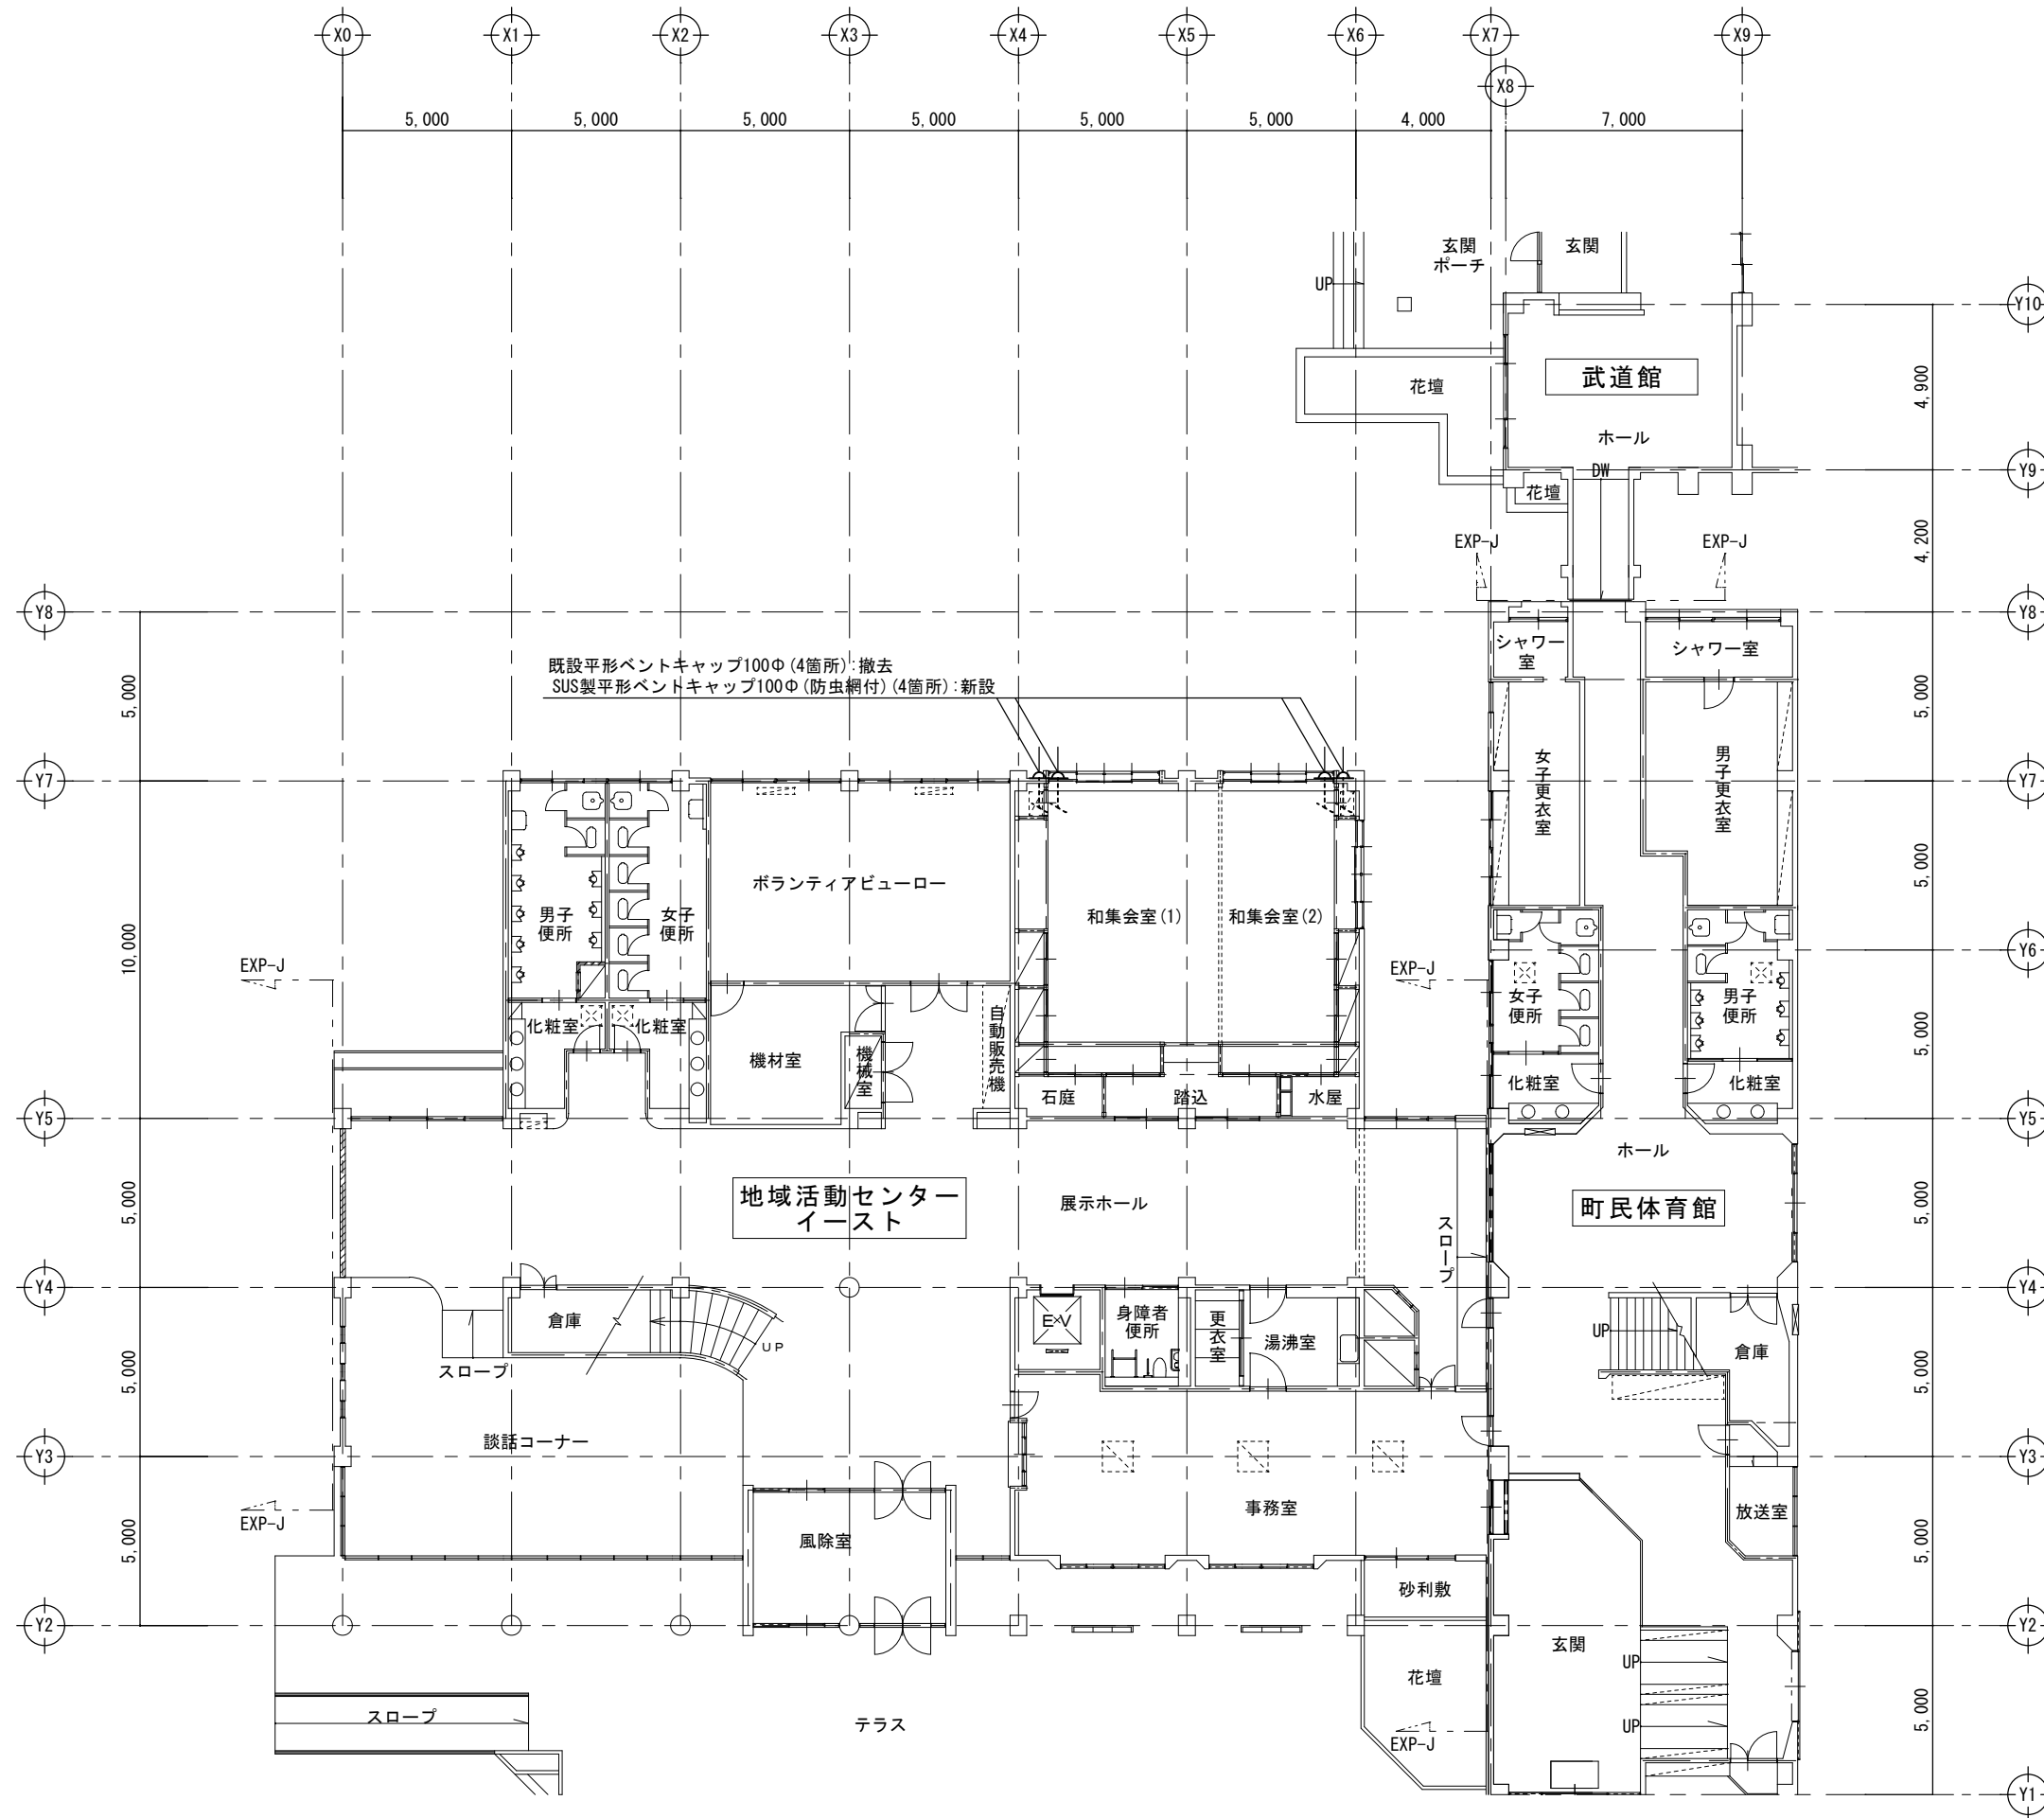 X0 X1 X2 X3 X4 X5 X6 X7 X9
X8
5,000 5,000 5,000 5,000 5,000 5,000 4,000 7,000
玄関
ポーチ
玄関
UP
Y10
武道館
花壇
4,900
ホール
DW
Y9
花壇
EXP-J
EXP-J
4,200
Y8
Y8
シャワー
室
シャワー室
既設平形ベントキャップ100Φ(4箇所):撤去
SUS製平形ベントキャップ100Φ(防虫網付)(4箇所):新設
5,000
5,000
Y7
Y7
女子更衣室
男子更衣室
ボランティアビューロー
和集会室(1)
和集会室(2)
5,000
男子
便所
女子
便所
10,000
Y6
EXP-J
EXP-J
女子
便所
男子
便所
化粧室
化粧室
自動販売機
機材室
機械室
5,000
化粧室
化粧室
石庭
踏込
水屋
Y5
Y5
ホール
地域活動センター
イースト
展示ホール
町民体育館
スロープ
5,000
5,000
Y4
Y4
倉庫
UP
E×V
身障者
便所
更衣室
湯沸室
UP
倉庫
スロープ
5,000
5,000
談話コーナー
Y3
Y3
事務室
放送室
EXP-J
風除室
5,000
5,000
砂利敷
Y2
Y2
玄関
UP
花壇
スロープ
テラス
UP
EXP-J
5,000
Y1